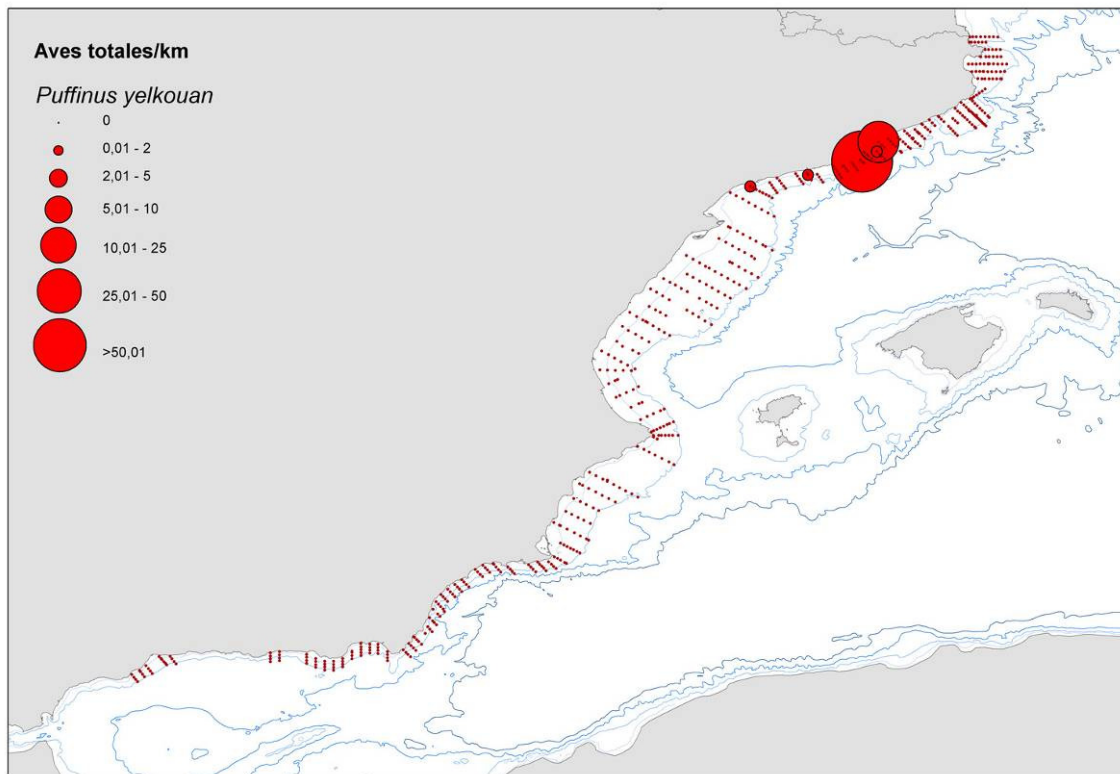 Aves totales/km
Puffinus yelkouan
0
0,01 - 2
2,01 - 5
5,01 - 10
10,01 - 25
25,01 - 50
>50,01